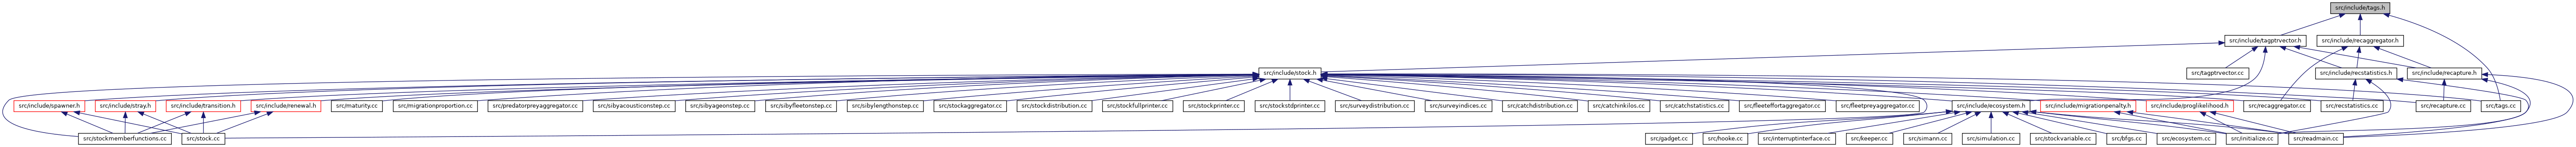 src/include/tags.h
src/include/tagptrvector.h
src/include/recaggregator.h
src/include/stock.h
src/tagptrvector.cc
src/include/recstatistics.h
src/include/recapture.h
src/include/spawner.h
src/include/stray.h
src/include/transition.h
src/include/renewal.h
src/maturity.cc
src/migrationproportion.cc
src/predatorpreyaggregator.cc
src/sibyacousticonstep.cc
src/sibyageonstep.cc
src/sibyfleetonstep.cc
src/sibylengthonstep.cc
src/stockaggregator.cc
src/stockdistribution.cc
src/stockfullprinter.cc
src/stockprinter.cc
src/stockstdprinter.cc
src/surveydistribution.cc
src/surveyindices.cc
src/catchdistribution.cc
src/catchinkilos.cc
src/catchstatistics.cc
src/fleeteffortaggregator.cc
src/fleetpreyaggregator.cc
src/include/ecosystem.h
src/include/migrationpenalty.h
src/include/proglikelihood.h
src/recaggregator.cc
src/recstatistics.cc
src/recapture.cc
src/tags.cc
src/stockmemberfunctions.cc
src/stock.cc
src/gadget.cc
src/hooke.cc
src/interruptinterface.cc
src/keeper.cc
src/simann.cc
src/simulation.cc
src/stockvariable.cc
src/bfgs.cc
src/ecosystem.cc
src/initialize.cc
src/readmain.cc